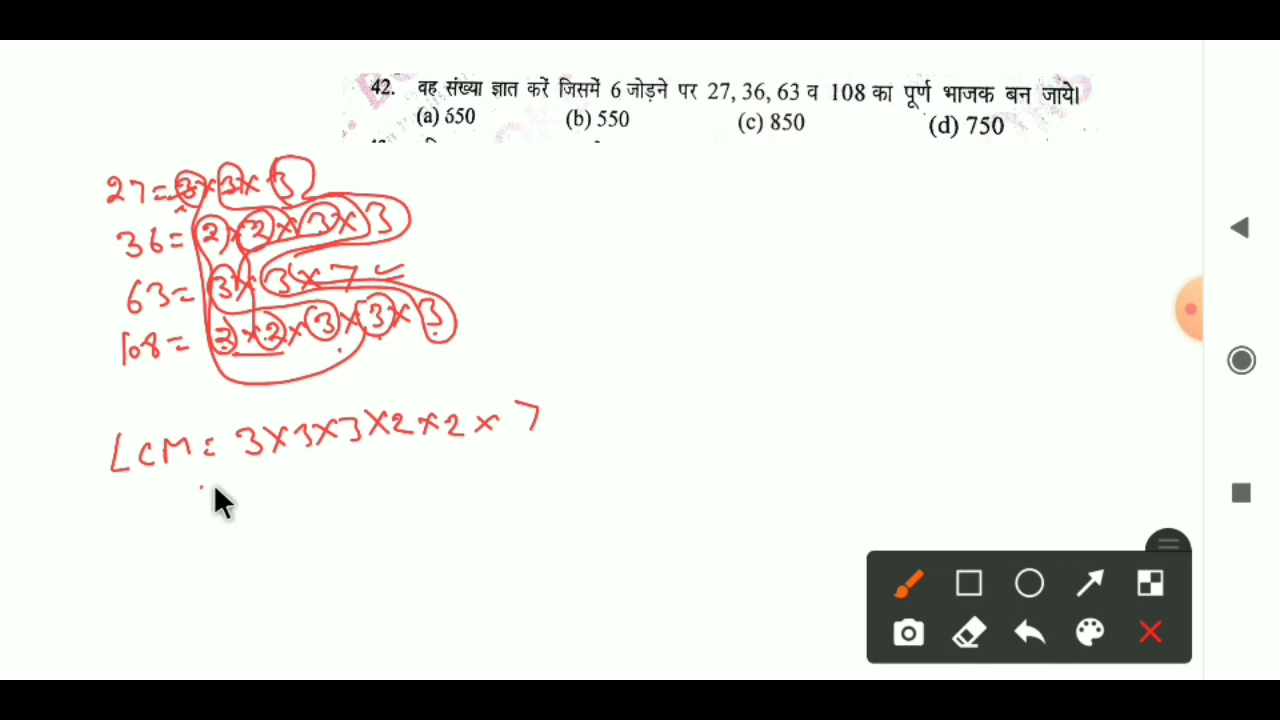 42. वह संख्या ज्ञात करें जिसमें 6 जोड़ने पर 27, 36, 63 व 108 का पूर्ण भाजक बन जाये।
(a) 650 (b) 550 (c) 850 (d) 750
27=3×3×3
36=2×2×3×3
63=3×3×7
108=2×2×3×3×3
LCM=3×3×3×2×2×7